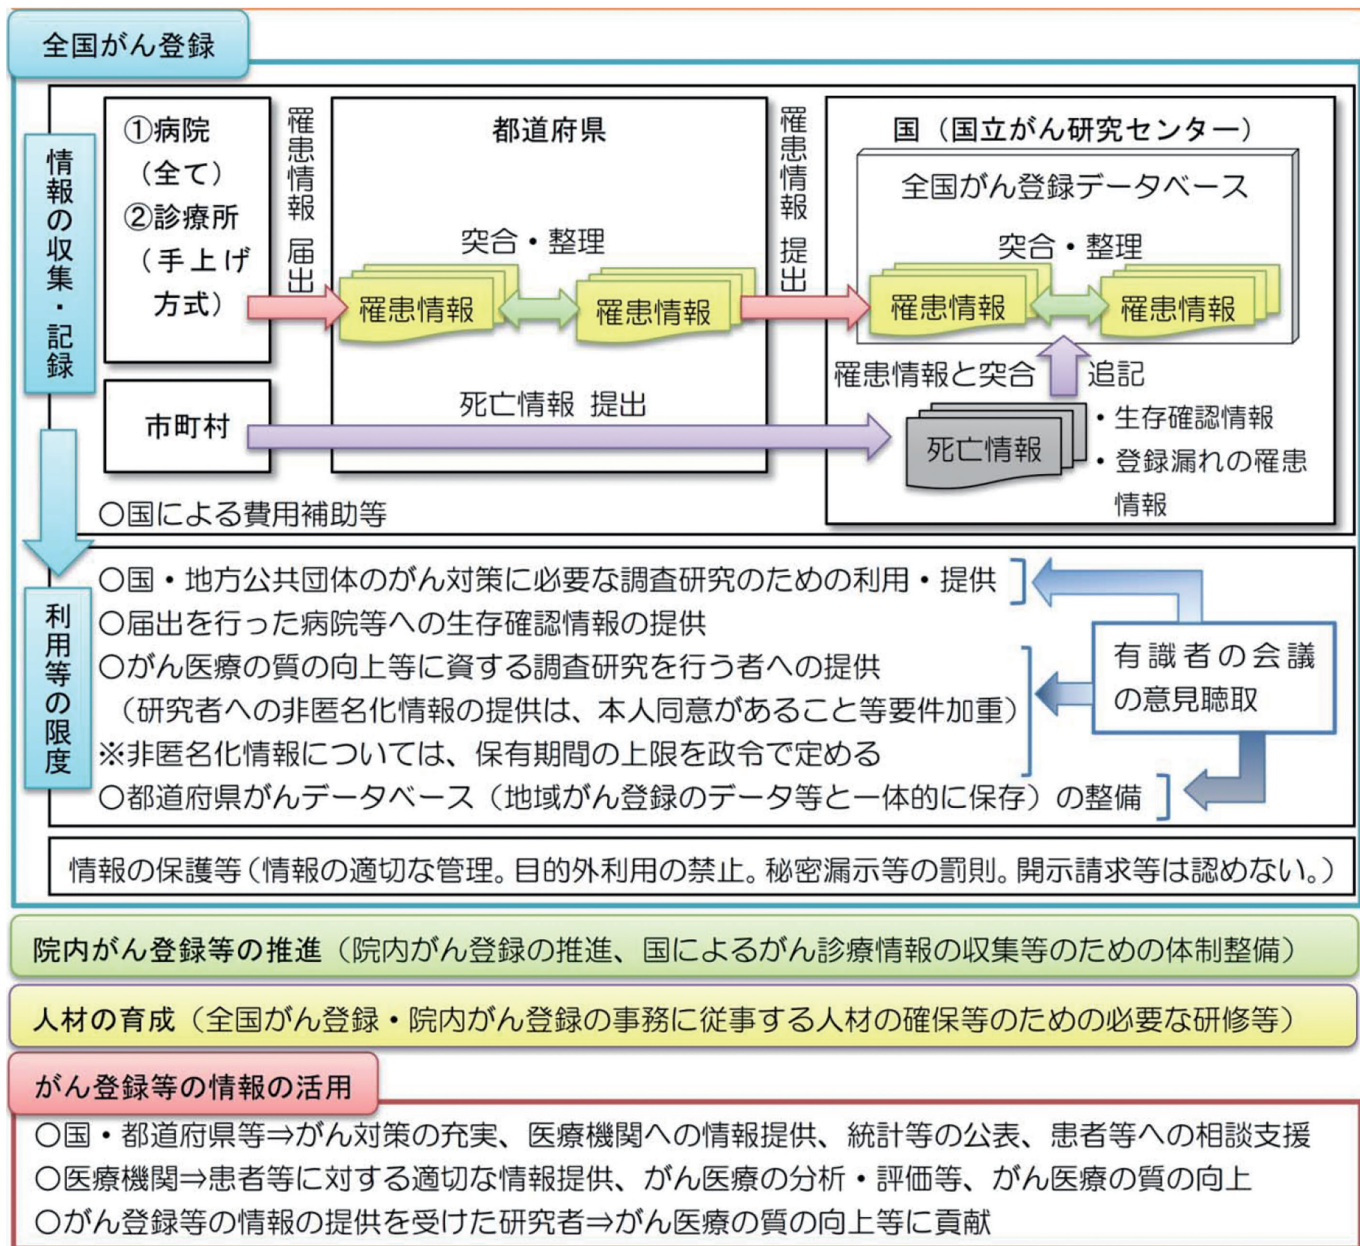 全国がん登録
情報の収集・記録
①病院
（全て）
②診療所
（手上げ
方式）
罹患情報 届出
都道府県
突合・整理
罹患情報
罹患情報
罹患情報 提出
国（国立がん研究センター）
全国がん登録データベース
突合・整理
罹患情報
罹患情報
罹患情報と突合
追記
市町村
死亡情報 提出
死亡情報
・生存確認情報
・登録漏れの罹患
情報
○国による費用補助等
利用等の限度
○国・地方公共団体のがん対策に必要な調査研究のための利用・提供
○届出を行った病院等への生存確認情報の提供
○がん医療の質の向上等に資する調査研究を行う者への提供
（研究者への非匿名化情報の提供は、本人同意があること等要件加重）
※非匿名化情報については、保有期間の上限を政令で定める
○都道府県がんデータベース（地域がん登録のデータ等と一体的に保存）の整備
有識者の会議
の意見聴取
情報の保護等（情報の適切な管理。目的外利用の禁止。秘密漏示等の罰則。開示請求等は認めない。）
院内がん登録等の推進（院内がん登録の推進、国によるがん診療情報の収集等のための体制整備）
人材の育成（全国がん登録・院内がん登録の事務に従事する人材の確保等のための必要な研修等）
がん登録等の情報の活用
○国・都道府県等⇒がん対策の充実、医療機関への情報提供、統計等の公表、患者等への相談支援
○医療機関⇒患者等に対する適切な情報提供、がん医療の分析・評価等、がん医療の質の向上
○がん登録等の情報の提供を受けた研究者⇒がん医療の質の向上等に貢献